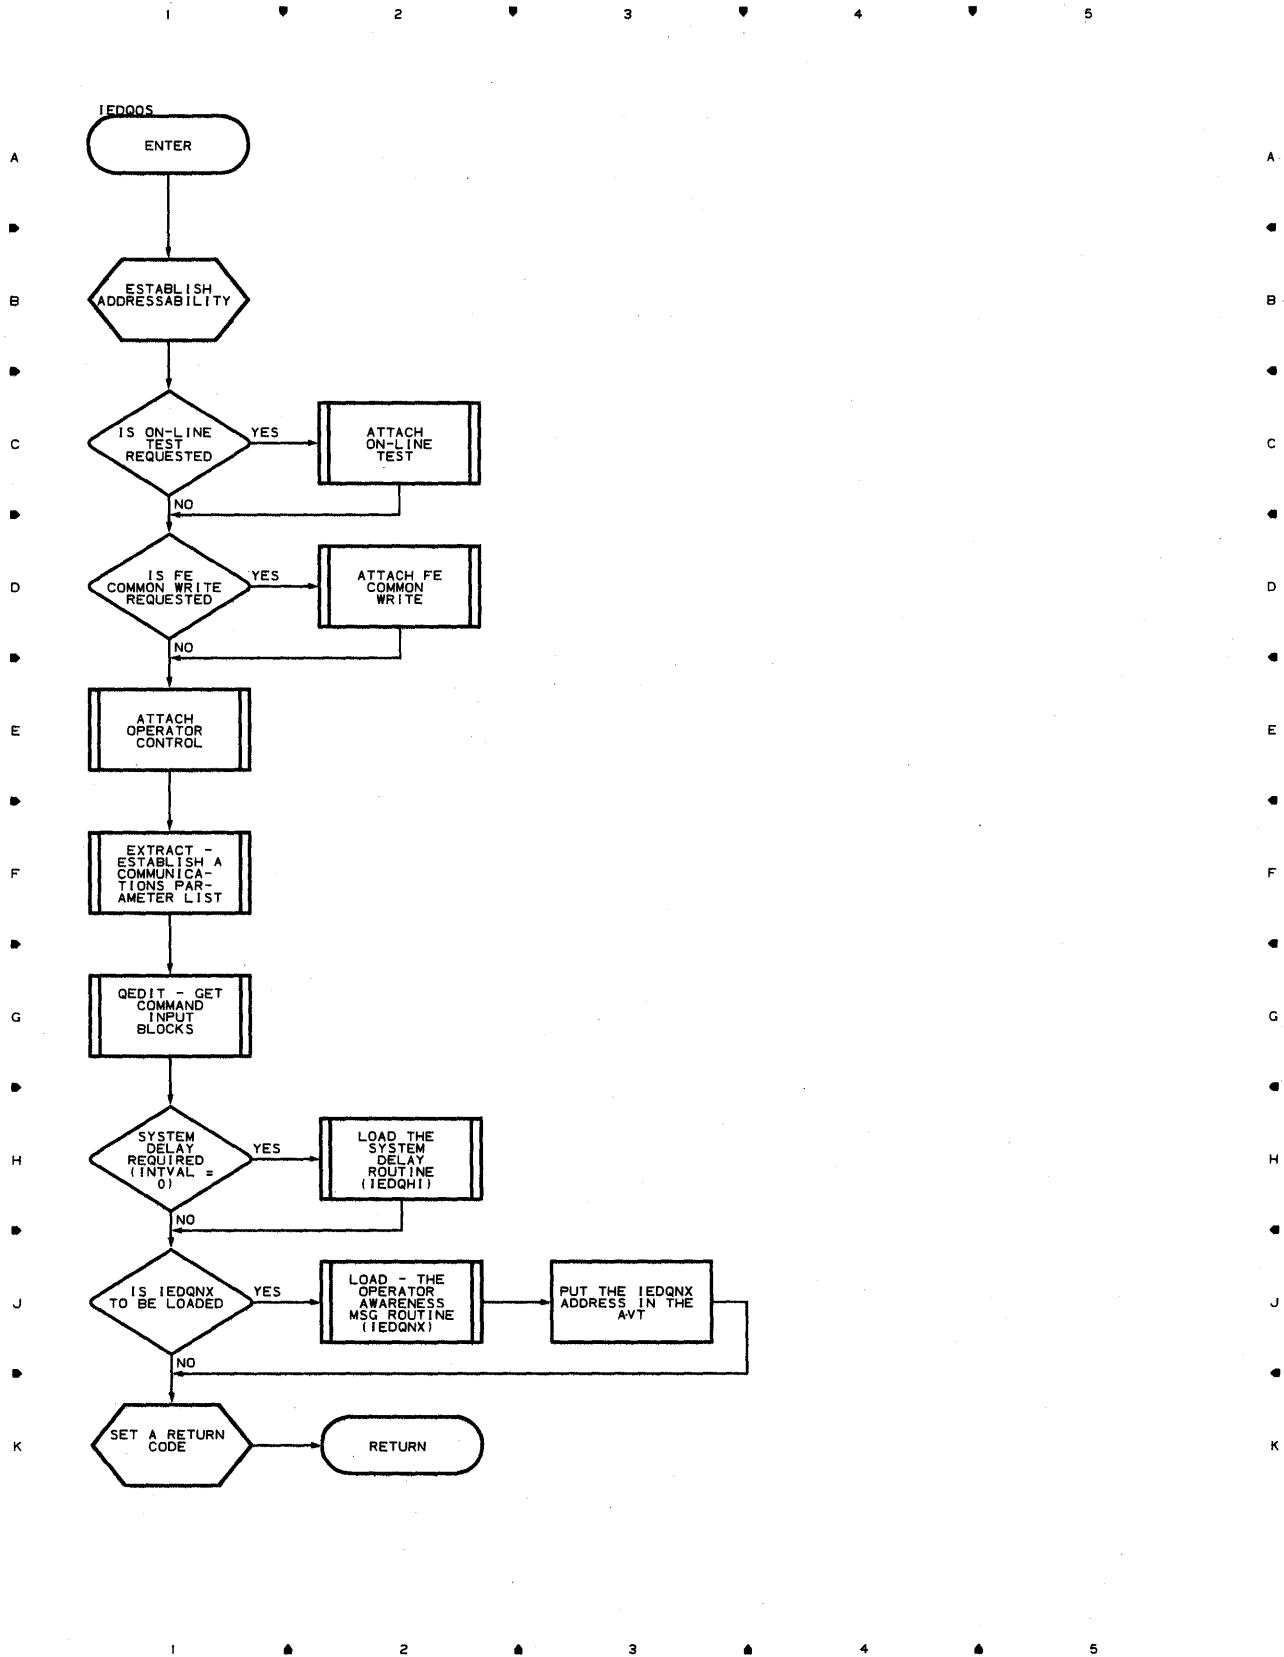 1 2 3 4 5
IEDQOS
ENTER
A A
ESTABLISH
ADDRESSABILITY
B B
IS ON-LINE
TEST
REQUESTED
YES
ATTACH
ON-LINE
TEST
C C
NO
IS FE
COMMON WRITE
REQUESTED
YES
ATTACH FE
COMMON
WRITE
D D
NO
ATTACH
OPERATOR
CONTROL
E E
EXTRACT -
ESTABLISH A
COMMUNICA-
TIONS PAR-
AMETER LIST
F F
QEDIT - GET
COMMAND
INPUT
BLOCKS
G G
SYSTEM
DELAY
REQUIRED
(INTVAL =
0)
YES
LOAD THE
SYSTEM
DELAY
ROUTINE
(IEDQHI)
H H
NO
IS IEDQNX
TO BE LOADED
YES
LOAD - THE
OPERATOR
AWARENESS
MSG ROUTINE
(IEDQNX)
PUT THE IEDQNX
ADDRESS IN THE
AVT
J J
NO
SET A RETURN
CODE
RETURN
K K
1 2 3 4 5